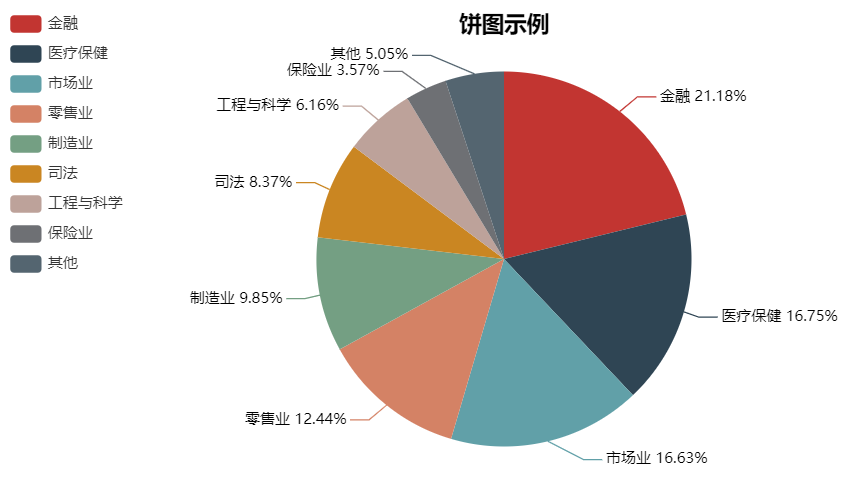 饼图示例
金融
医疗保健
市场业
零售业
制造业
司法
工程与科学
保险业
其他
其他 5.05%
保险业 3.57%
工程与科学 6.16%
司法 8.37%
制造业 9.85%
零售业 12.44%
金融 21.18%
医疗保健 16.75%
市场业 16.63%